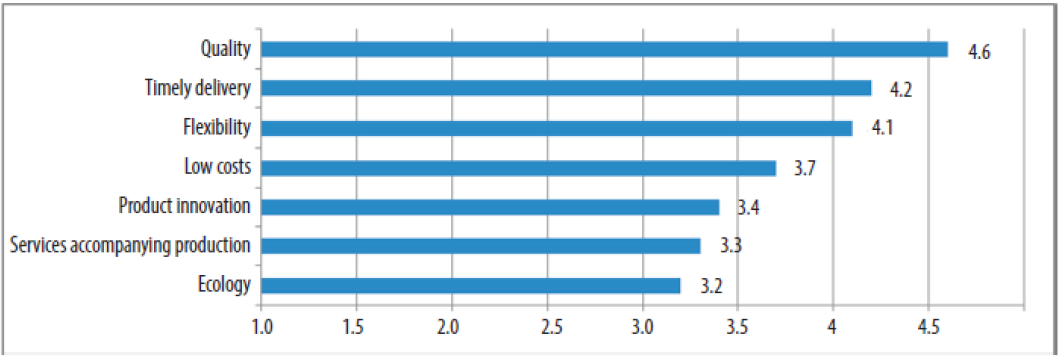 Quality 4.6
Timely delivery 4.2
Flexibility 4.1
Low costs 3.7
Product innovation 3.4
Services accompanying production 3.3
Ecology 3.2
1.0 1.5 2.0 2.5 3.0 3.5 4 4.5